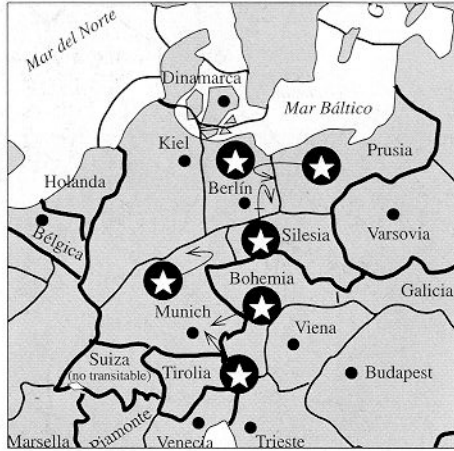 Mar del Norte
G
Dinamarca
Mar Báltico
Kiel
Prusia
Holanda
Berlín
Bélgica
Silesia
Varsovia
Bohemia
Galicia
Munich
Viena
Suiza
(no transitable)
Tirolia
Budapest
Piamonte
Marsella
Venecia
Trieste